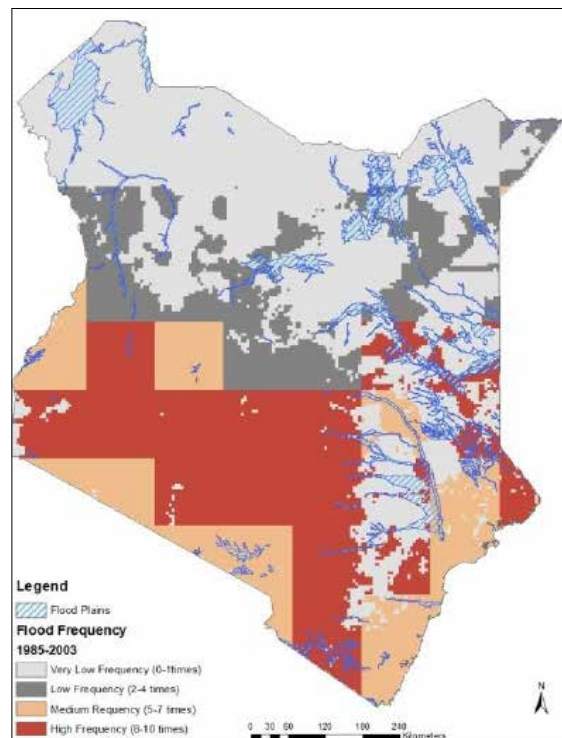 Legend
Flood Plains
Flood Frequency
1985-2003
Very Low Frequency (0-1times)
Low Frequency (2-4 times)
Medium Requency (5-7 times)
High Frequency (8-10 times)
N
0 30 60 120 180 240
Kilometers